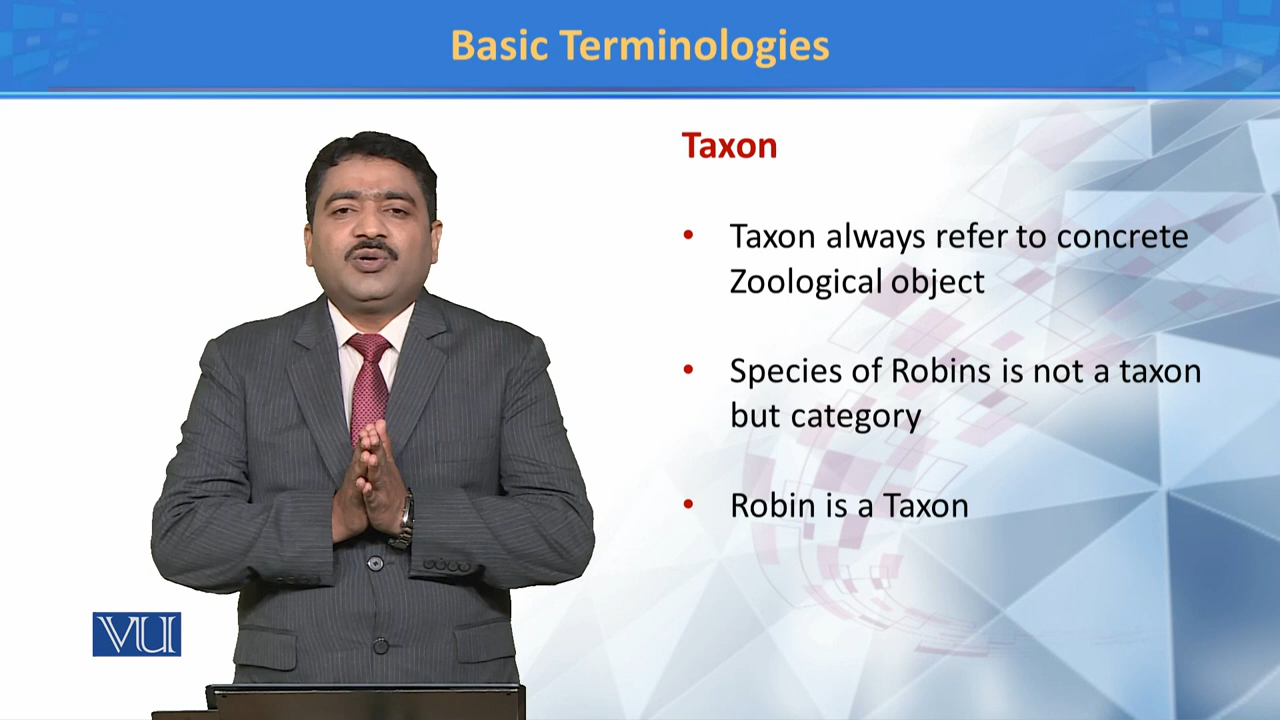 Basic Terminologies
Taxon
• Taxon always refer to concrete
Zoological object
• Species of Robins is not a taxon
but category
• Robin is a Taxon
VU